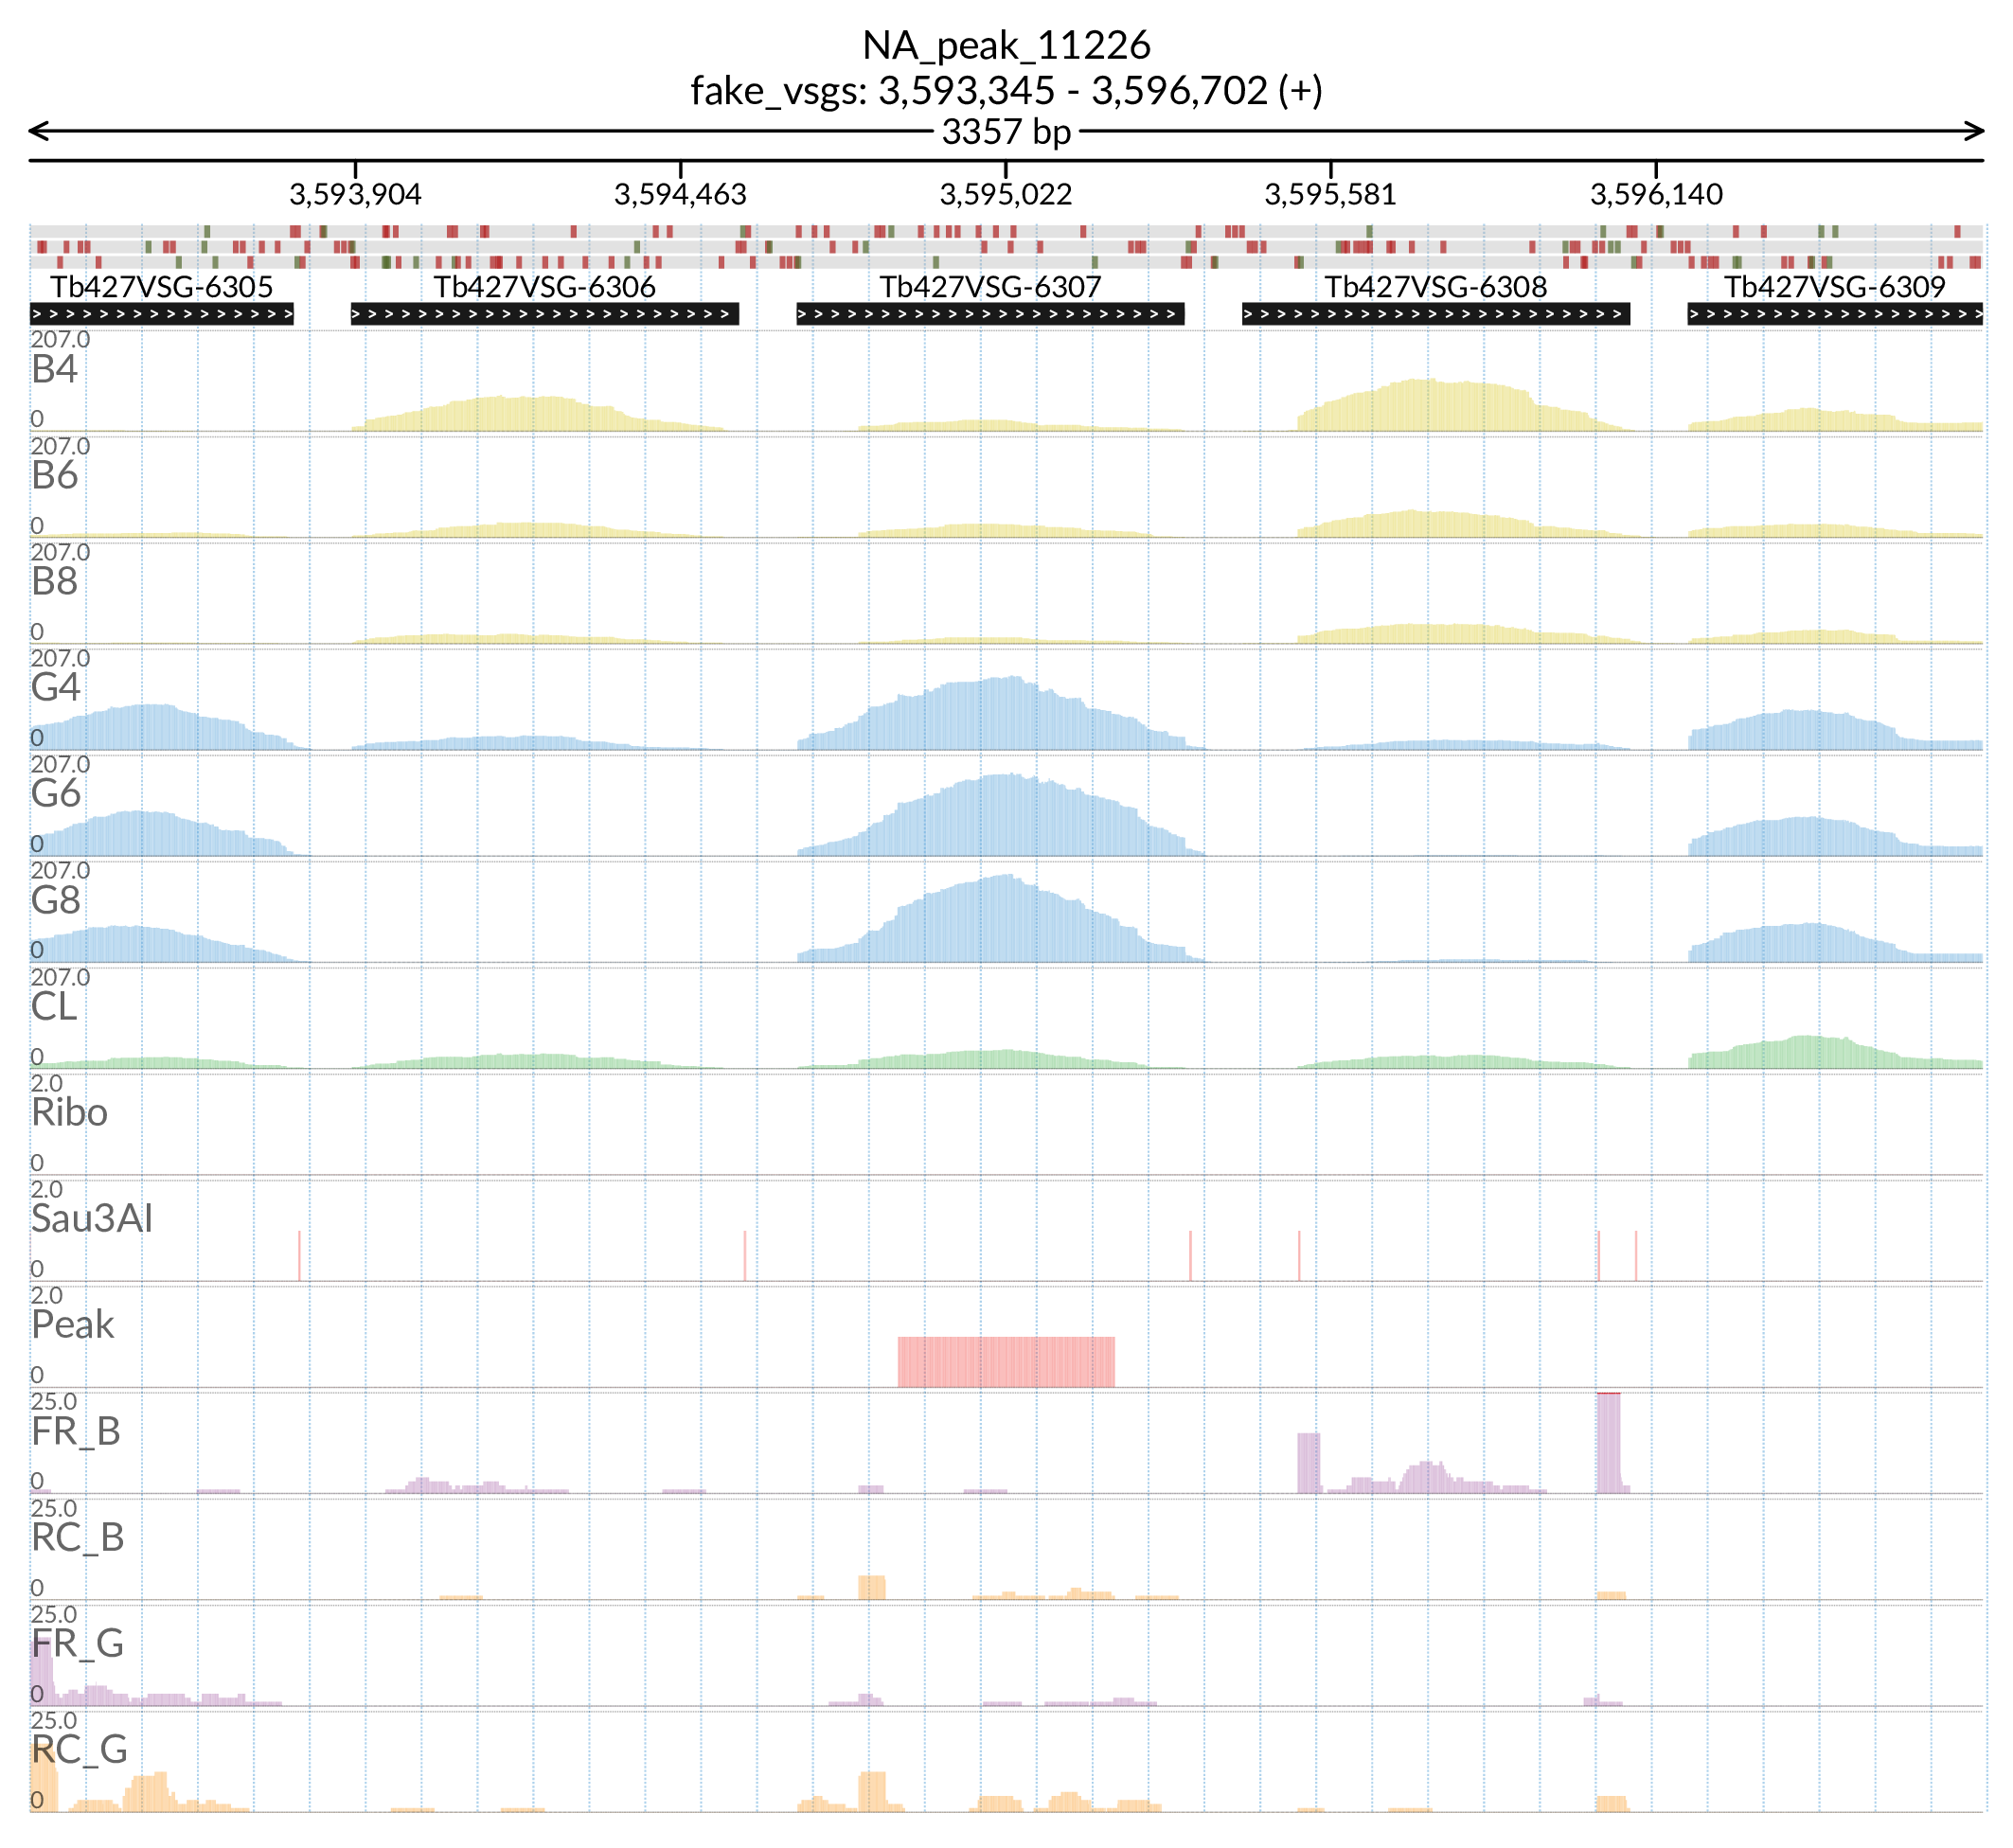 NA_peak_11226
fake_vsgs: 3,593,345 - 3,596,702 (+)
3357 bp
3,593,904 3,594,463 3,595,022 3,595,581 3,596,140
Tb427VSG-6305 Tb427VSG-6306 Tb427VSG-6307 Tb427VSG-6308 Tb427VSG-6309
207.0
B4
0
207.0
B6
0
207.0
B8
0
207.0
G4
0
207.0
G6
0
207.0
G8
0
207.0
CL
0
2.0
Ribo
0
2.0
Sau3AI
0
2.0
Peak
0
25.0
FR_B
0
25.0
RC_B
0
25.0
FR_G
0
25.0
RC_G
0